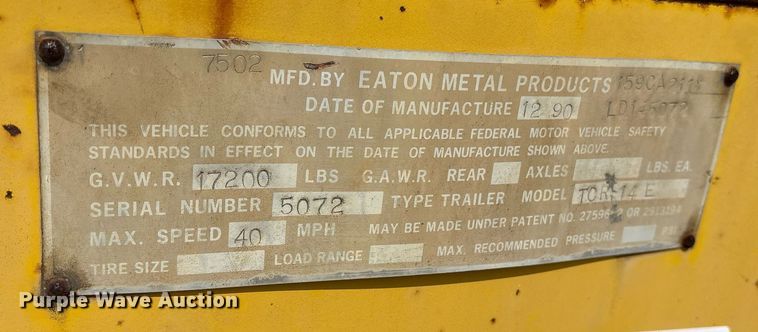 7502
MFD. BY EATON METAL PRODUCTS
DATE OF MANUFACTURE 12-90
THIS VEHICLE CONFORMS TO ALL APPLICABLE FEDERAL MOTOR VEHICLE SAFETY
STANDARDS IN EFFECT ON THE DATE OF MANUFACTURE SHOWN ABOVE.
G.V.W.R. 17200 LBS G.A.W.R. REAR AXLES LBS. EA.
SERIAL NUMBER 5072 TYPE TRAILER MODEL
MAX. SPEED 40 MPH MAY BE MADE UNDER PATENT NO. OR 2913194
TIRE SIZE LOAD RANGE MAX. RECOMMENDED PRESSURE PSI
Purple Wave Auction